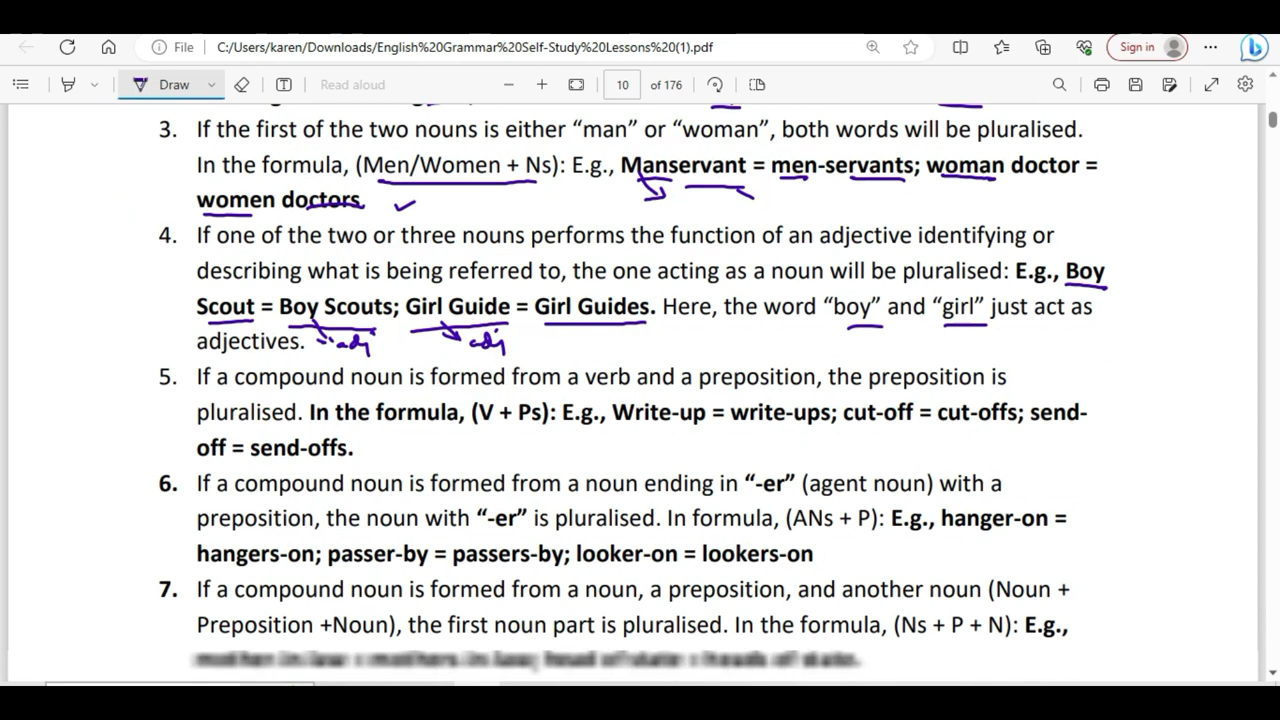 File C:/Users/karen/Downloads/English%20Grammar%20Self-Study%20Lessons%20(1).pdf Sign in
Draw Read aloud 10 of 176
3. If the first of the two nouns is either “man” or “woman”, both words will be pluralised.
In the formula, (Men/Women + Ns): E.g., Manservant = men-servants; woman doctor =
women doctors.
4. If one of the two or three nouns performs the function of an adjective identifying or
describing what is being referred to, the one acting as a noun will be pluralised: E.g., Boy
Scout = Boy Scouts; Girl Guide = Girl Guides. Here, the word “boy” and “girl” just act as
adjectives. adj adj
5. If a compound noun is formed from a verb and a preposition, the preposition is
pluralised. In the formula, (V + Ps): E.g., Write-up = write-ups; cut-off = cut-offs; send-
off = send-offs.
6. If a compound noun is formed from a noun ending in “-er” (agent noun) with a
preposition, the noun with “-er” is pluralised. In formula, (ANs + P): E.g., hanger-on =
hangers-on; passer-by = passers-by; looker-on = lookers-on
7. If a compound noun is formed from a noun, a preposition, and another noun (Noun +
Preposition +Noun), the first noun part is pluralised. In the formula, (Ns + P + N): E.g.,